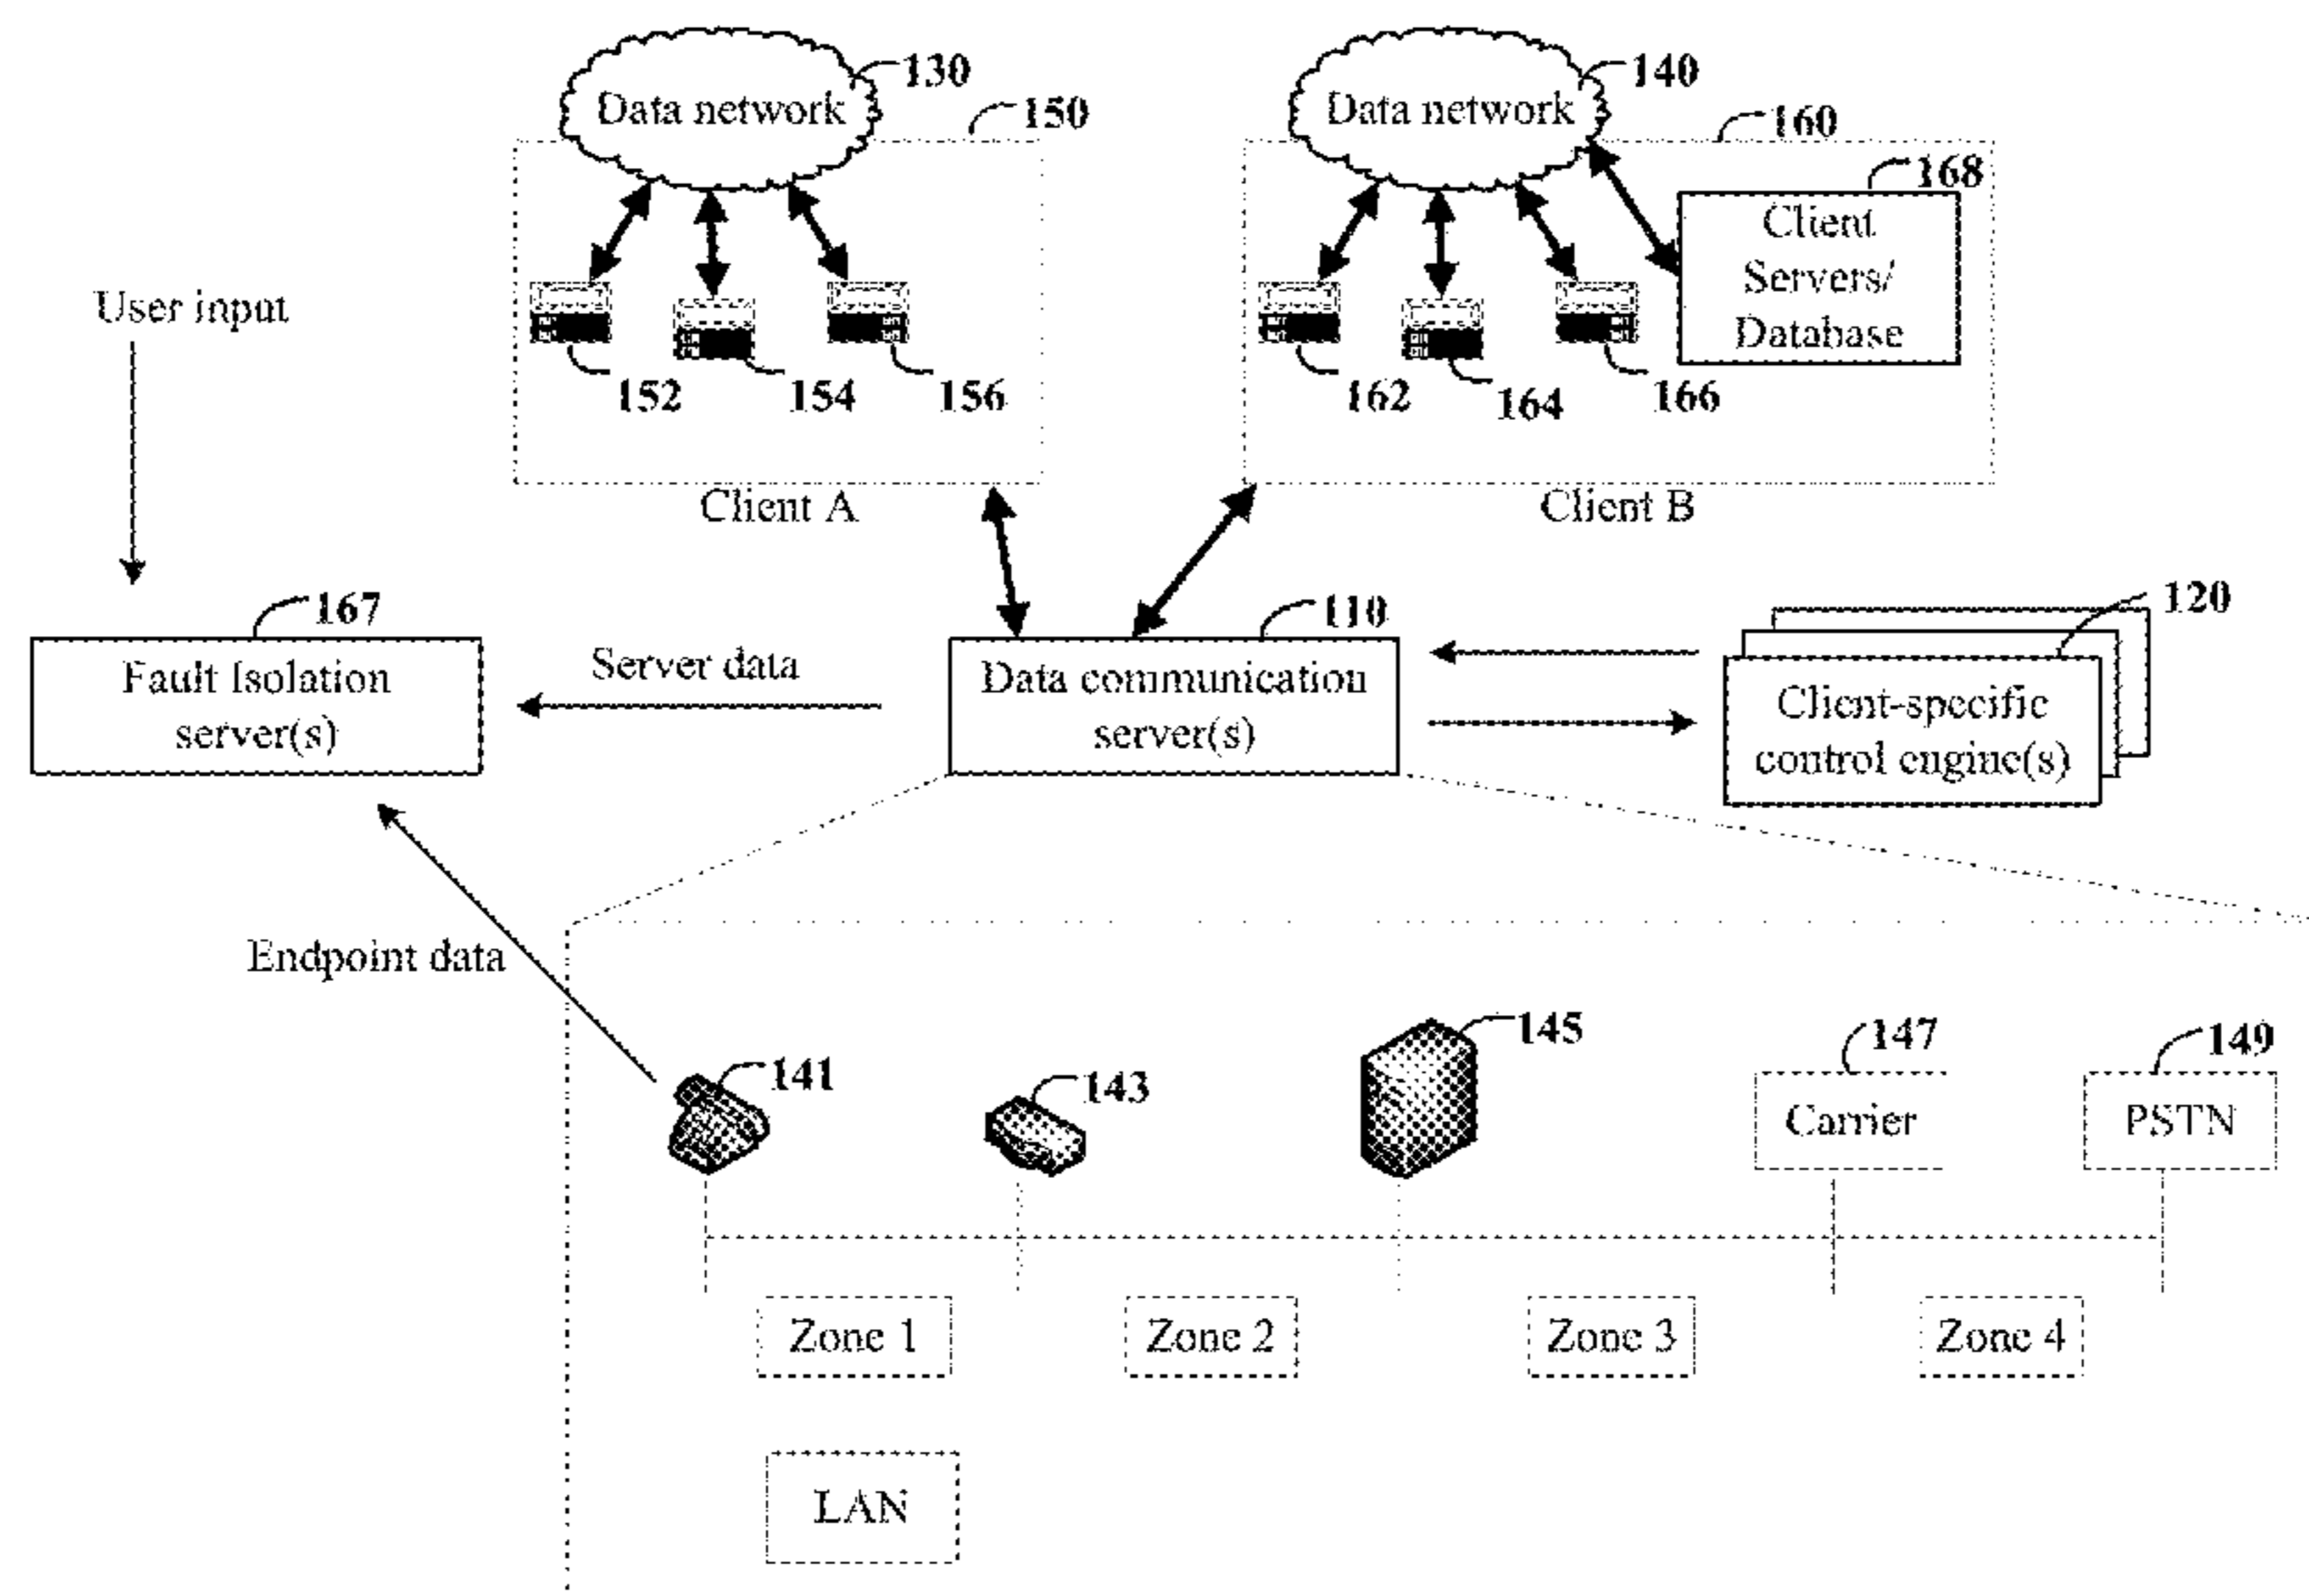 130
Data network
150
140
Data network
160
168
Client
Servers/
Database
User input
152
154
156
162
164
166
Client A
Client B
167
Fault Isolation
server(s)
Server data
110
Data communication
server(s)
120
Client-specific
control engine(s)
Endpoint data
141
143
145
147
Carrier
149
PSTN
Zone 1
Zone 2
Zone 3
Zone 4
LAN